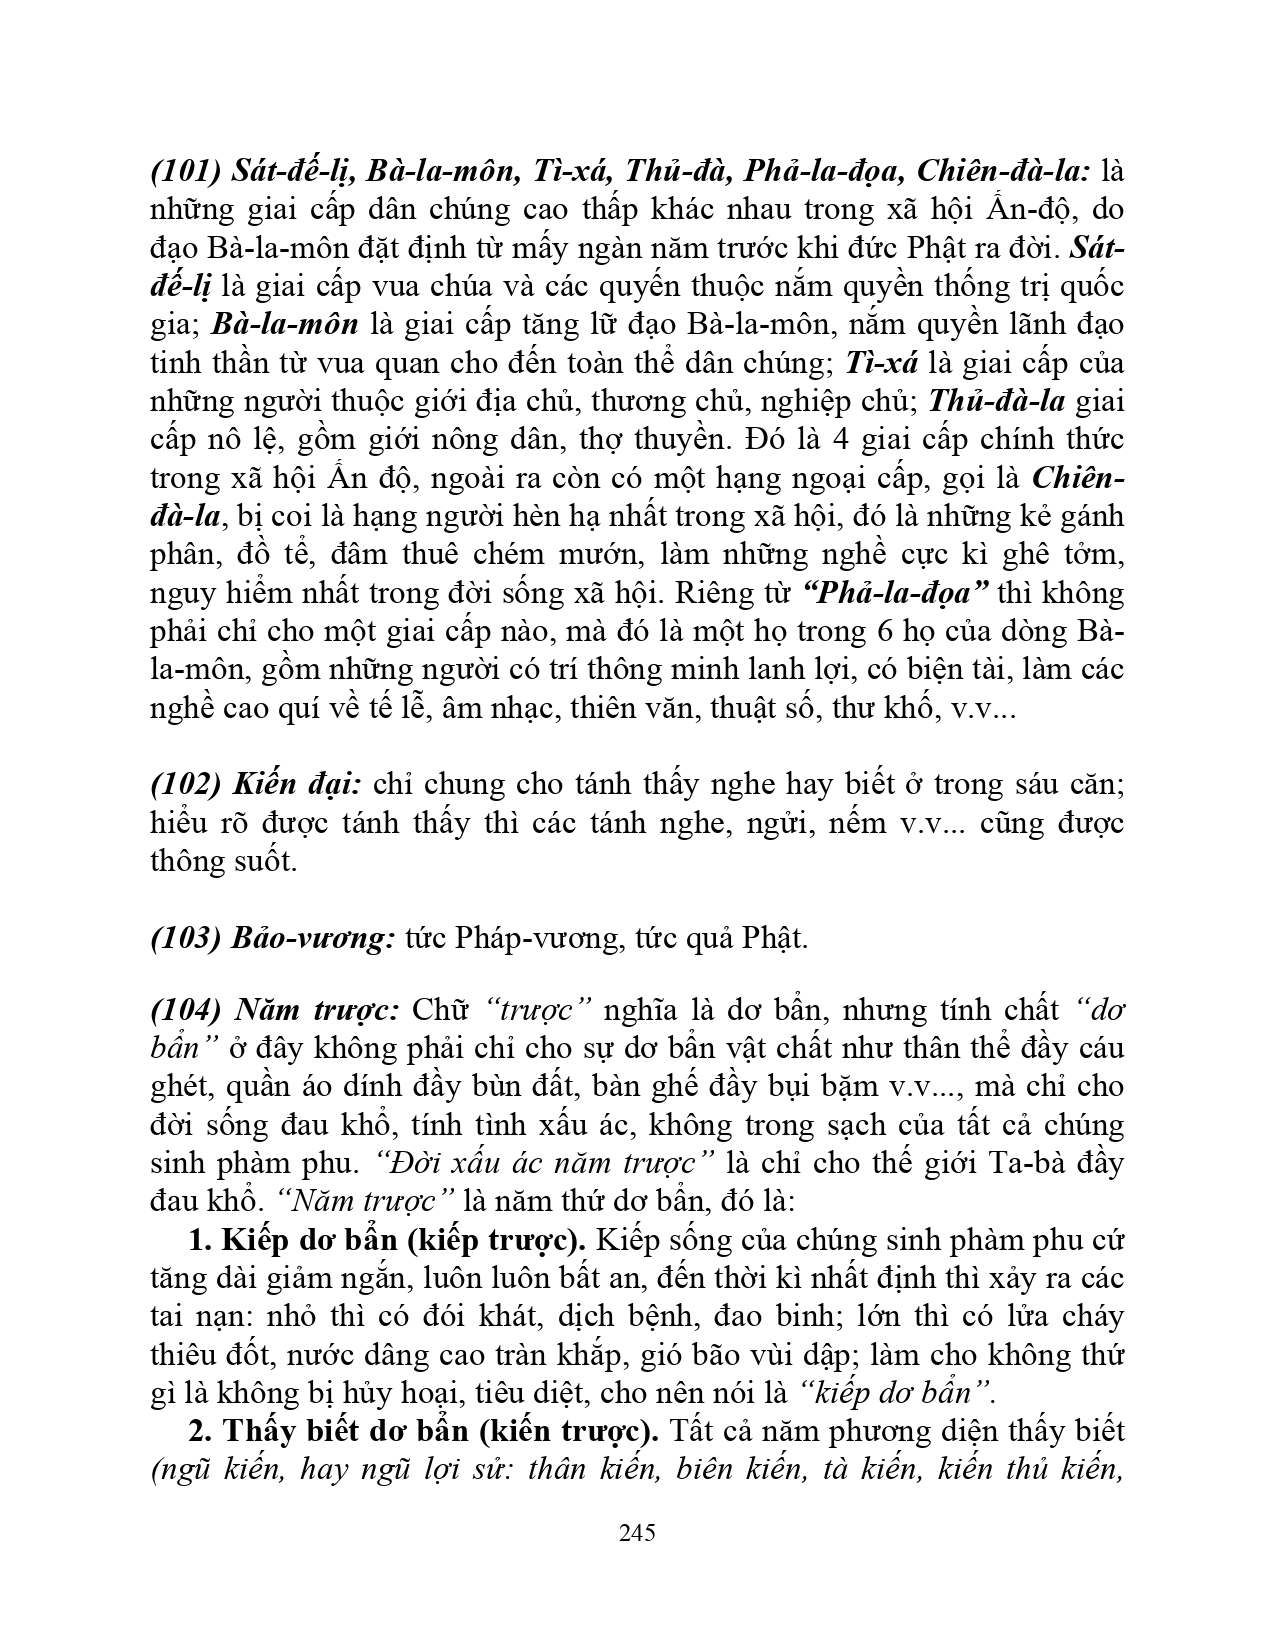 (101) Sát-đế-lị, Bà-la-môn, Tì-xá, Thủ-đà, Phả-la-đọa, Chiên-đà-la: là
những giai cấp dân chúng cao thấp khác nhau trong xã hội Ấn-độ, do
đạo Bà-la-môn đặt định từ mấy ngàn năm trước khi đức Phật ra đời. Sát-
đế-lị là giai cấp vua chúa và các quyến thuộc nắm quyền thống trị quốc
gia; Bà-la-môn là giai cấp tăng lữ đạo Bà-la-môn, nắm quyền lãnh đạo
tinh thần từ vua quan cho đến toàn thể dân chúng; Tì-xá là giai cấp của
những người thuộc giới địa chủ, thương chủ, nghiệp chủ; Thủ-đà-la giai
cấp nô lệ, gồm giới nông dân, thợ thuyền. Đó là 4 giai cấp chính thức
trong xã hội Ấn độ, ngoài ra còn có một hạng ngoại cấp, gọi là Chiên-
đà-la, bị coi là hạng người hèn hạ nhất trong xã hội, đó là những kẻ gánh
phân, đồ tể, đâm thuê chém mướn, làm những nghề cực kì ghê tởm,
nguy hiểm nhất trong đời sống xã hội. Riêng từ “Phả-la-đọa” thì không
phải chỉ cho một giai cấp nào, mà đó là một họ trong 6 họ của dòng Bà-
la-môn, gồm những người có trí thông minh lanh lợi, có biện tài, làm các
nghề cao quí về tế lễ, âm nhạc, thiên văn, thuật số, thư khố, v.v...
(102) Kiến đại: chỉ chung cho tánh thấy nghe hay biết ở trong sáu căn;
hiểu rõ được tánh thấy thì các tánh nghe, ngửi, nếm v.v... cũng được
thông suốt.
(103) Bảo-vương: tức Pháp-vương, tức quả Phật.
(104) Năm trược: Chữ “trược” nghĩa là dơ bẩn, nhưng tính chất “dơ
bẩn” ở đây không phải chỉ cho sự dơ bẩn vật chất như thân thể đầy cáu
ghét, quần áo dính đầy bùn đất, bàn ghế đầy bụi bặm v.v..., mà chỉ cho
đời sống đau khổ, tính tình xấu ác, không trong sạch của tất cả chúng
sinh phàm phu. “Đời xấu ác năm trược” là chỉ cho thế giới Ta-bà đầy
đau khổ. “Năm trược” là năm thứ dơ bẩn, đó là:
1. Kiếp dơ bẩn (kiếp trược). Kiếp sống của chúng sinh phàm phu cứ
tăng dài giảm ngắn, luôn luôn bất an, đến thời kì nhất định thì xảy ra các
tai nạn: nhỏ thì có đói khát, dịch bệnh, đao binh; lớn thì có lửa cháy
thiêu đốt, nước dâng cao tràn khắp, gió bão vùi dập; làm cho không thứ
gì là không bị hủy hoại, tiêu diệt, cho nên nói là “kiếp dơ bẩn”.
2. Thấy biết dơ bẩn (kiến trược). Tất cả năm phương diện thấy biết
(ngũ kiến, hay ngũ lợi sử: thân kiến, biên kiến, tà kiến, kiến thủ kiến,
245